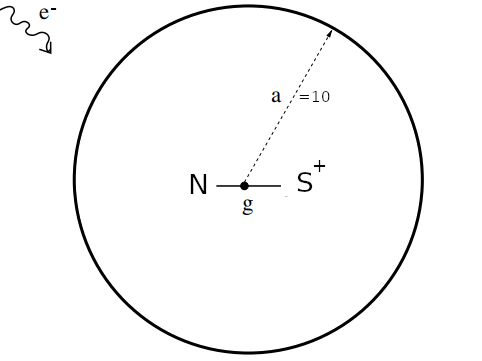 e-
a =10
N S+
g